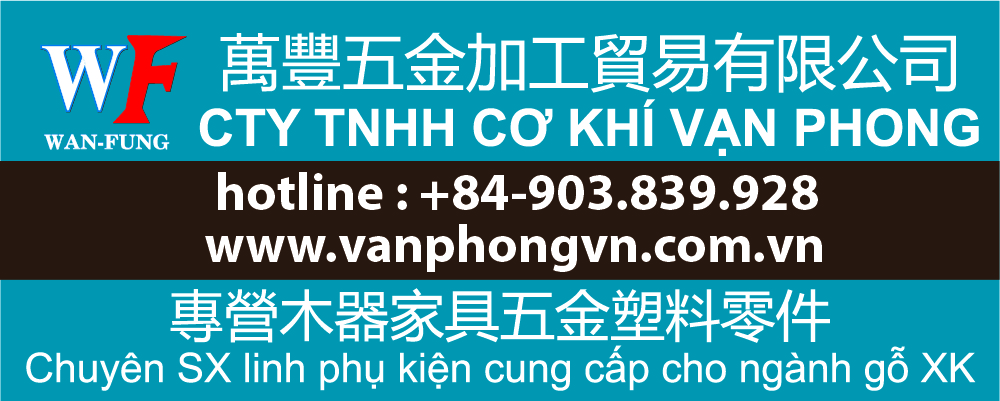 WF
WAN-FUNG
萬豐五金加工貿易有限公司
CTY TNHH CƠ KHÍ VẠN PHONG
hotline : +84-903.839.928
www.vanphongvn.com.vn
專營木器家具五金塑料零件
Chuyên SX linh phụ kiện cung cấp cho ngành gỗ XK